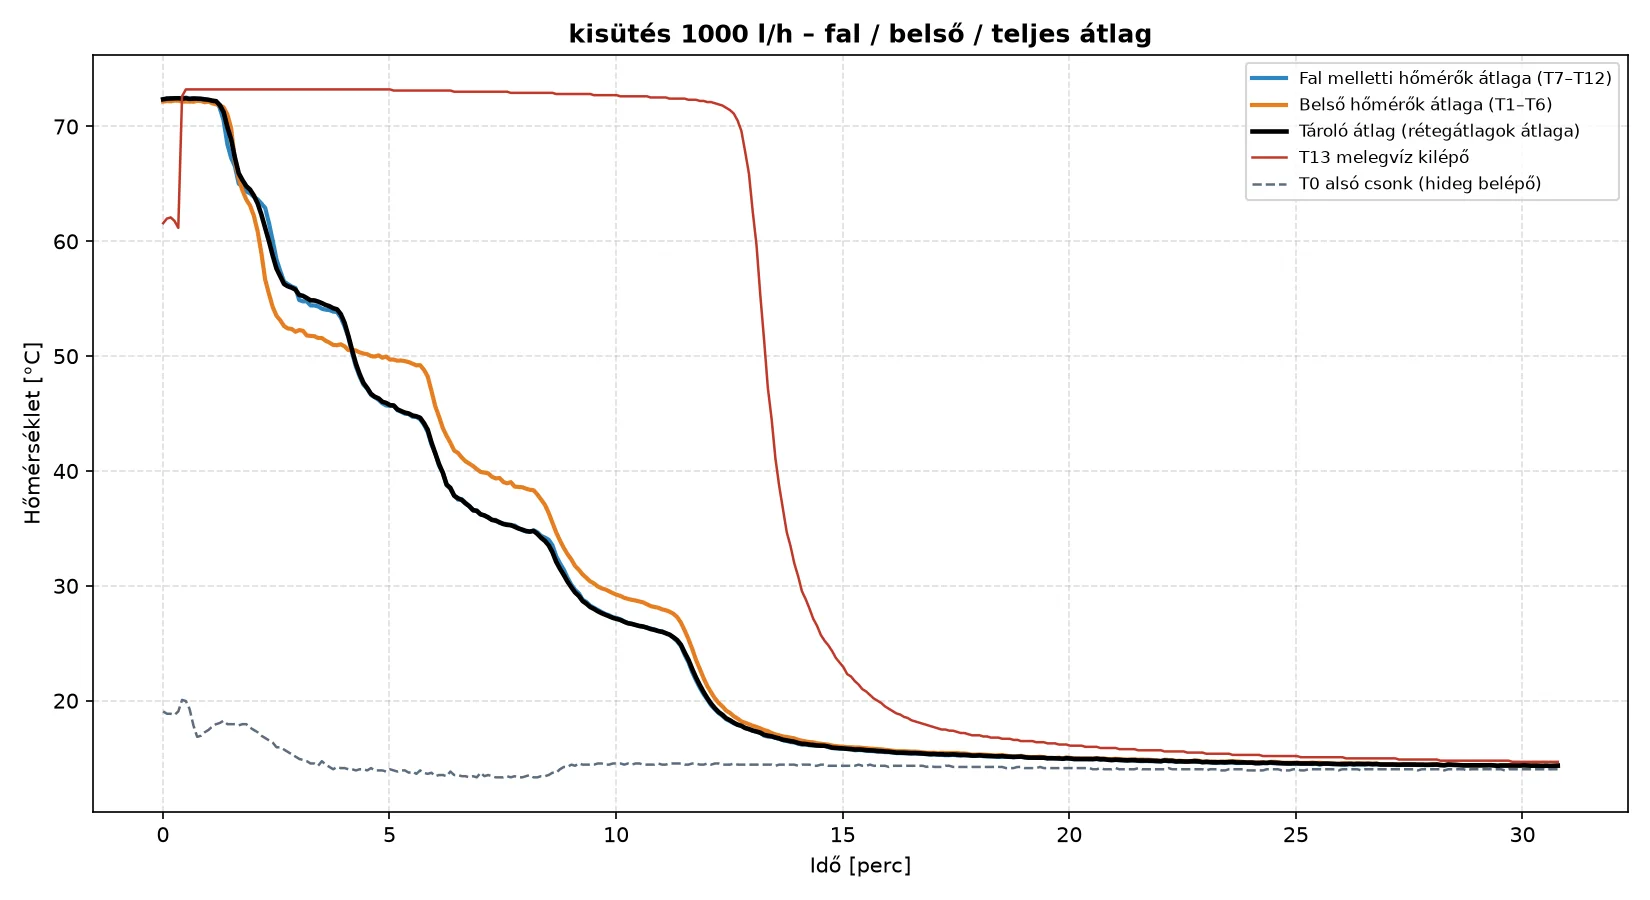 kisütés 1000 l/h – fal / belső / teljes átlag
Fal melletti hőmérők átlaga (T7–T12)
Belső hőmérők átlaga (T1–T6)
Tároló átlag (rétegátlagok átlaga)
T13 melegvíz kilépő
T0 alsó csonk (hideg belépő)
Hőmérséklet [°C]
70
60
50
40
30
20
0 5 10 15 20 25 30
Idő [perc]